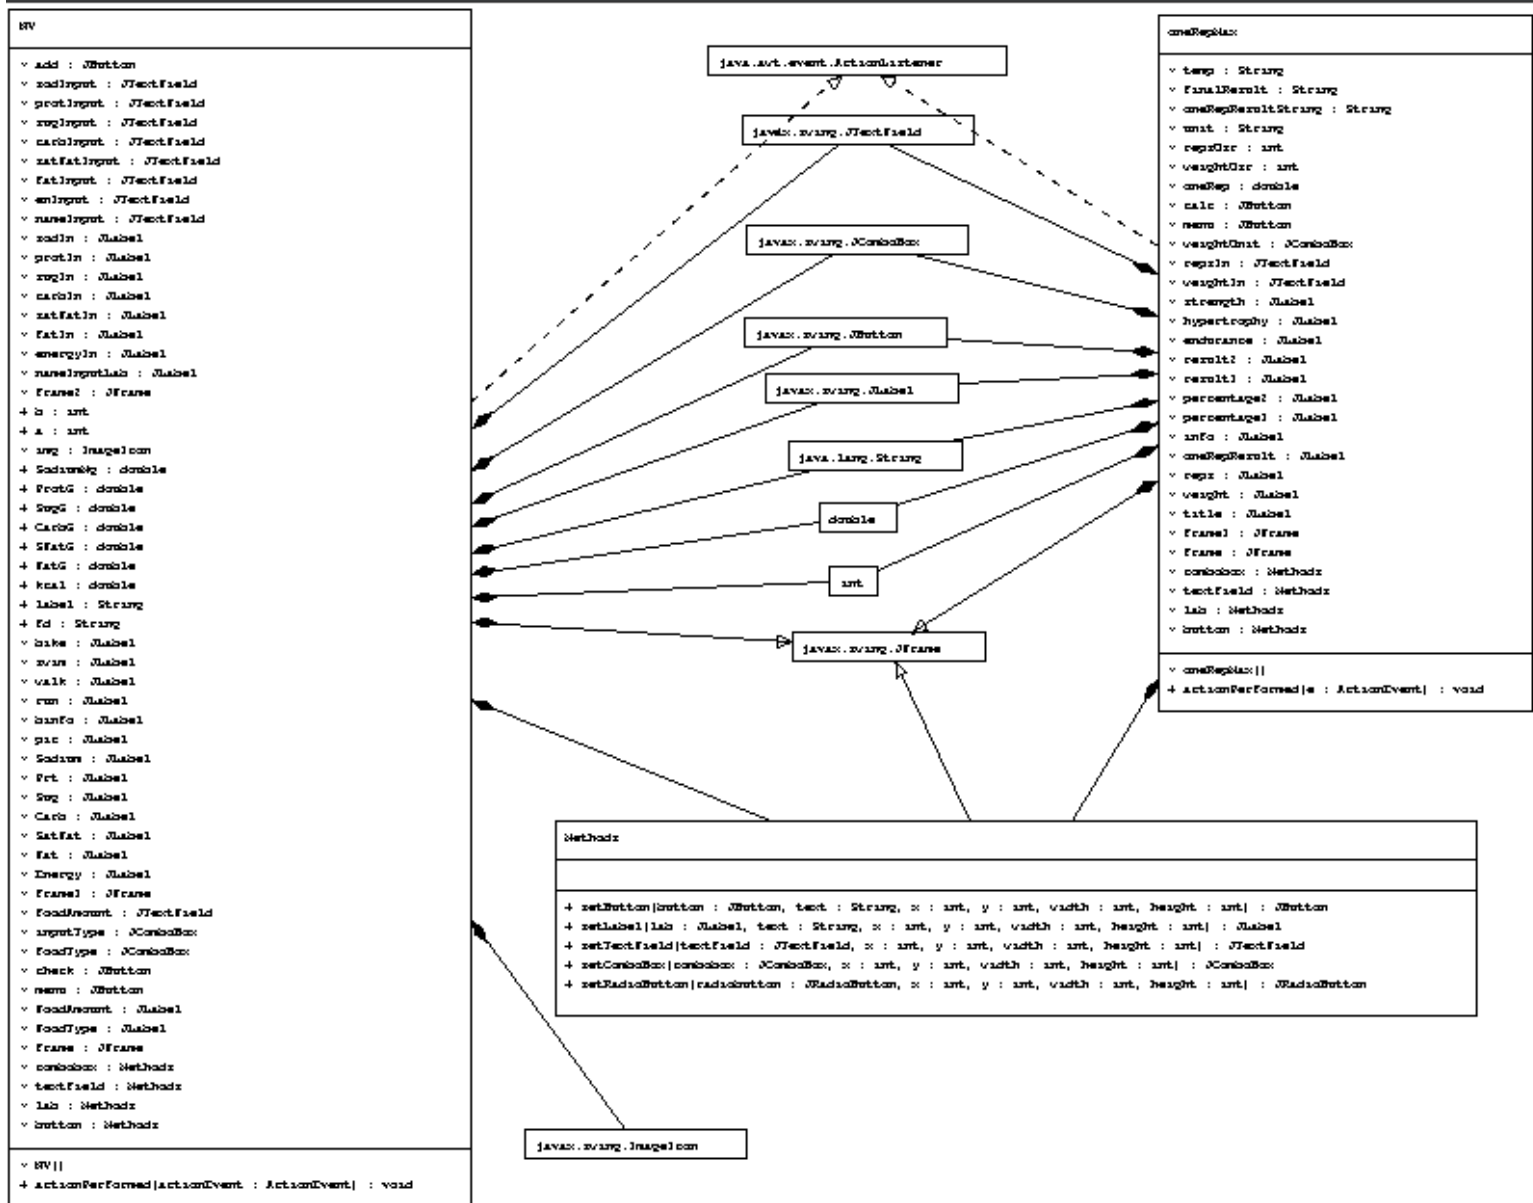 NV
~ add : JButton
~ sodInput : JTextField
~ protInput : JTextField
~ sugInput : JTextField
~ carbInput : JTextField
~ satfatInput : JTextField
~ fatInput : JTextField
~ enInput : JTextField
~ nameInput : JTextField
~ sodIn : JLabel
~ protIn : JLabel
~ sugIn : JLabel
~ carbIn : JLabel
~ satfatIn : JLabel
~ fatIn : JLabel
~ energyIn : JLabel
~ nameInputLab : JLabel
~ frame2 : JFrame
+ b : int
+ a : int
~ img : ImageIcon
+ SodiumMg : double
+ ProtG : double
+ SugG : double
+ CarbG : double
+ SFatG : double
+ FatG : double
+ kcal : double
+ label : String
+ fd : String
~ bike : JLabel
~ swim : JLabel
~ walk : JLabel
~ run : JLabel
~ binfo : JLabel
~ pic : JLabel
~ Sodium : JLabel
~ Prt : JLabel
~ Sug : JLabel
~ Carb : JLabel
~ SatFat : JLabel
~ Fat : JLabel
~ Energy : JLabel
~ frame1 : JFrame
~ foodAmount : JTextField
~ inputType : JComboBox
~ foodType : JComboBox
~ check : JButton
~ menu : JButton
~ foodAmount : JLabel
~ foodType : JLabel
~ frame : JFrame
~ combobox : Methods
~ textfield : Methods
~ lab : Methods
~ button : Methods
~ NV()
+ actionPerformed(actionEvent : ActionEvent) : void
java.awt.event.ActionListener
javax.swing.JTextField
javax.swing.JComboBox
javax.swing.JButton
javax.swing.JLabel
java.lang.String
double
int
javax.swing.JFrame
oneRepMax
~ temp : String
~ finalResult : String
~ oneRepResultString : String
~ unit : String
~ repsUsr : int
~ weightUsr : int
~ oneRep : double
~ calc : JButton
~ menu : JButton
~ weightUnit : JComboBox
~ repsIn : JTextField
~ weightIn : JTextField
~ strength : JLabel
~ hypertrophy : JLabel
~ endurance : JLabel
~ result2 : JLabel
~ result1 : JLabel
~ percentage2 : JLabel
~ percentage1 : JLabel
~ info : JLabel
~ oneRepResult : JLabel
~ reps : JLabel
~ weight : JLabel
~ title : JLabel
~ frame1 : JFrame
~ frame : JFrame
~ combobox : Methods
~ textfield : Methods
~ lab : Methods
~ button : Methods
~ oneRepMax()
+ actionPerformed(e : ActionEvent) : void
Methods
+ setButton(button : JButton, text : String, x : int, y : int, width : int, height : int) : JButton
+ setLabel(lab : JLabel, text : String, x : int, y : int, width : int, height : int) : JLabel
+ setTextfield(textfield : JTextField, x : int, y : int, width : int, height : int) : JTextField
+ setComboBox(combobox : JComboBox, x : int, y : int, width : int, height : int) : JComboBox
+ setRadioButton(radiobutton : JRadioButton, x : int, y : int, width : int, height : int) : JRadioButton
javax.swing.ImageIcon